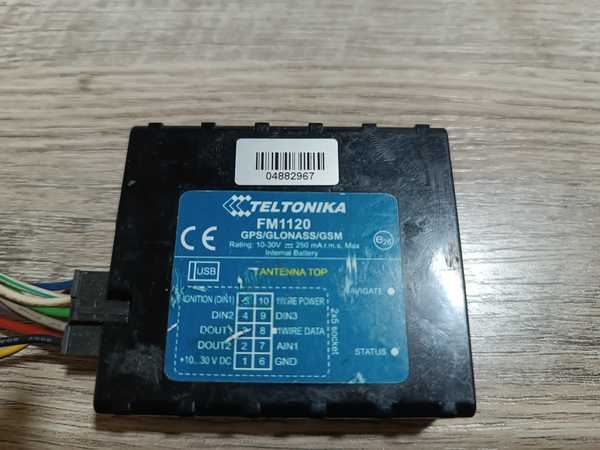 04882967
TELTONIKA
FM1120
GPS/GLONASS/GSM
Rating: 10-30V ⎓ 250 mA r.m.s. Max
Internal Battery
CE
E26
USB
ANTENNA TOP
NAVIGATE
IGNITION (DIN1) 5 10 1WIRE POWER
DIN2 4 9 DIN3
DOUT1 3 8 1WIRE DATA
DOUT2 2 7 AIN1
+10...30 V DC 1 6 GND
2x5 socket
STATUS